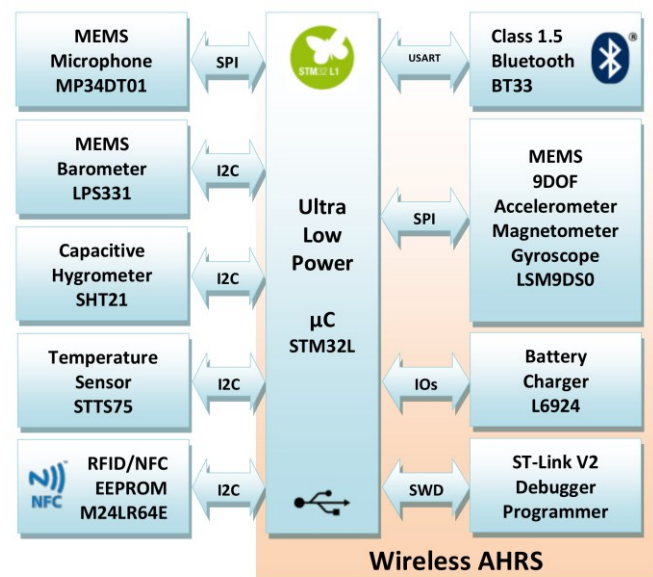 MEMS
Microphone
MP34DT01
SPI
MEMS
Barometer
LPS331
I2C
Capacitive
Hygrometer
SHT21
I2C
Temperature
Sensor
STTS75
I2C
NFC
RFID/NFC
EEPROM
M24LR64E
I2C
STM32 L1
Ultra
Low
Power
µC
STM32L
USART
Class 1.5
Bluetooth
BT33
®
SPI
MEMS
9DOF
Accelerometer
Magnetometer
Gyroscope
LSM9DS0
IOs
Battery
Charger
L6924
SWD
ST-Link V2
Debugger
Programmer
Wireless AHRS